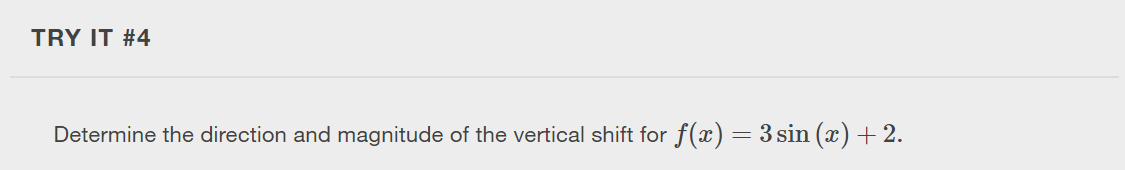 TRY IT #4
Determine the direction and magnitude of the vertical shift for f(x) = 3 sin (x) + 2.